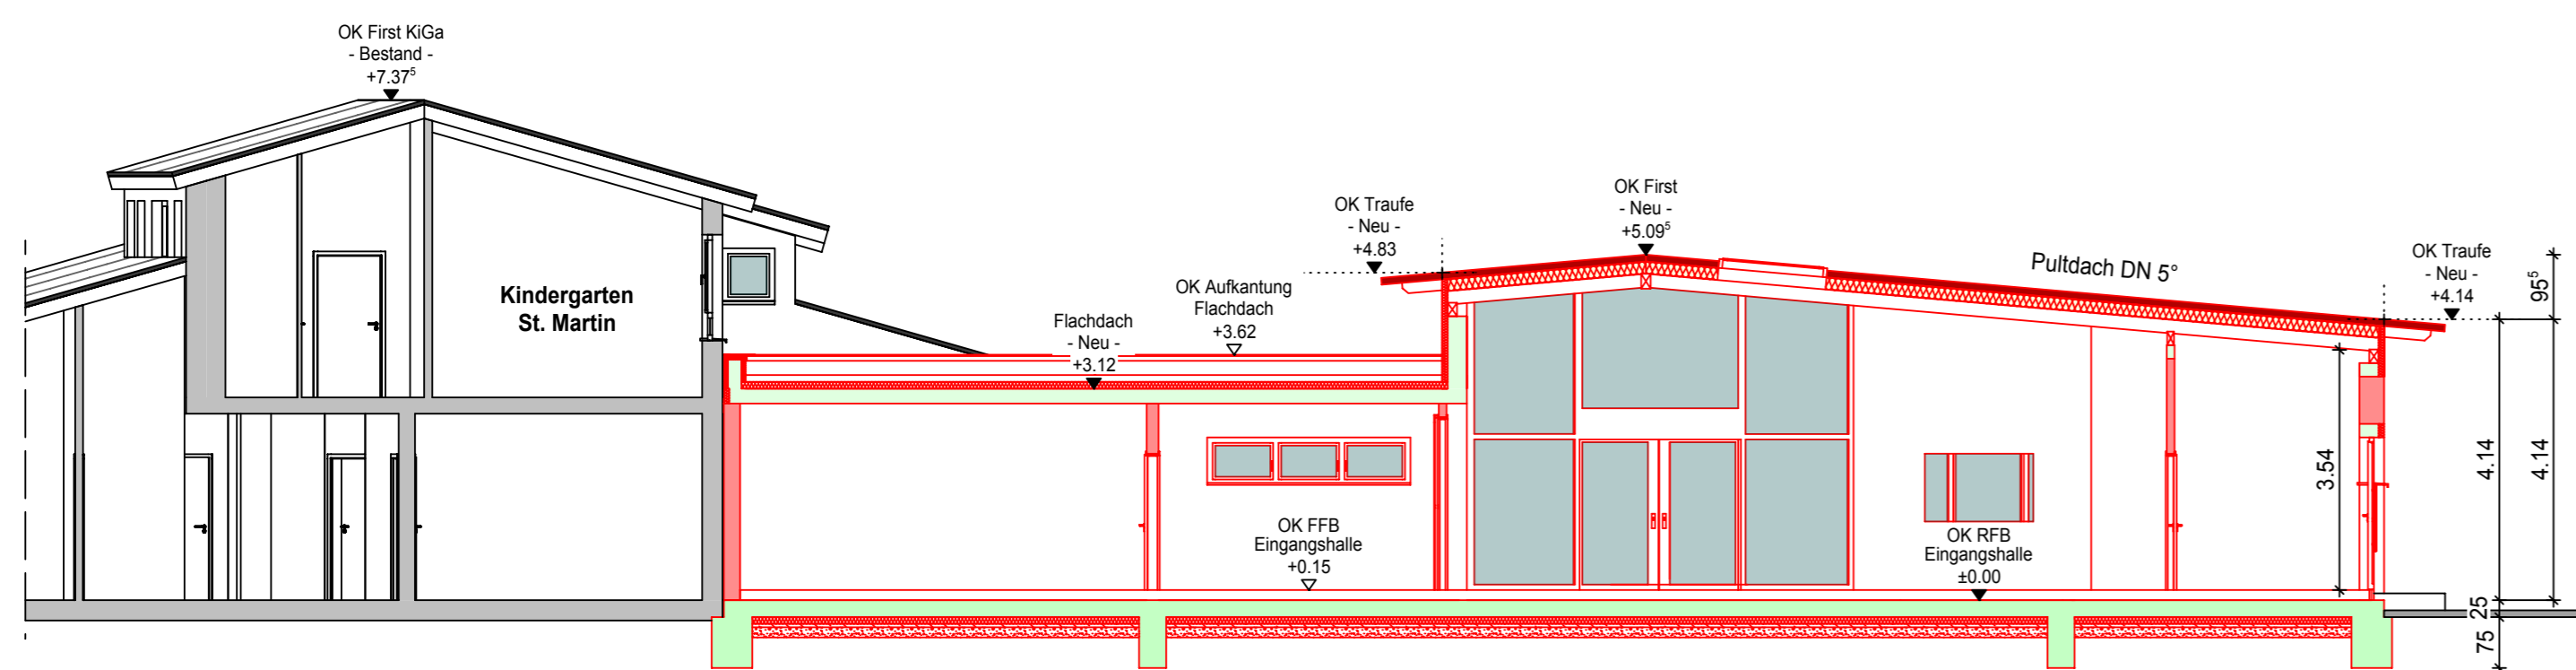 OK First KiGa
- Bestand -
+7.37⁵
Kindergarten
St. Martin
Flachdach
- Neu -
+3.12
OK Aufkantung
Flachdach
+3.62
OK Traufe
- Neu -
+4.83
OK First
- Neu -
+5.09⁵
Pultdach DN 5°
OK Traufe
- Neu -
+4.14
OK FFB
Eingangshalle
+0.15
OK RFB
Eingangshalle
±0.00
3.54
4.14
4.14
95⁵
25
75